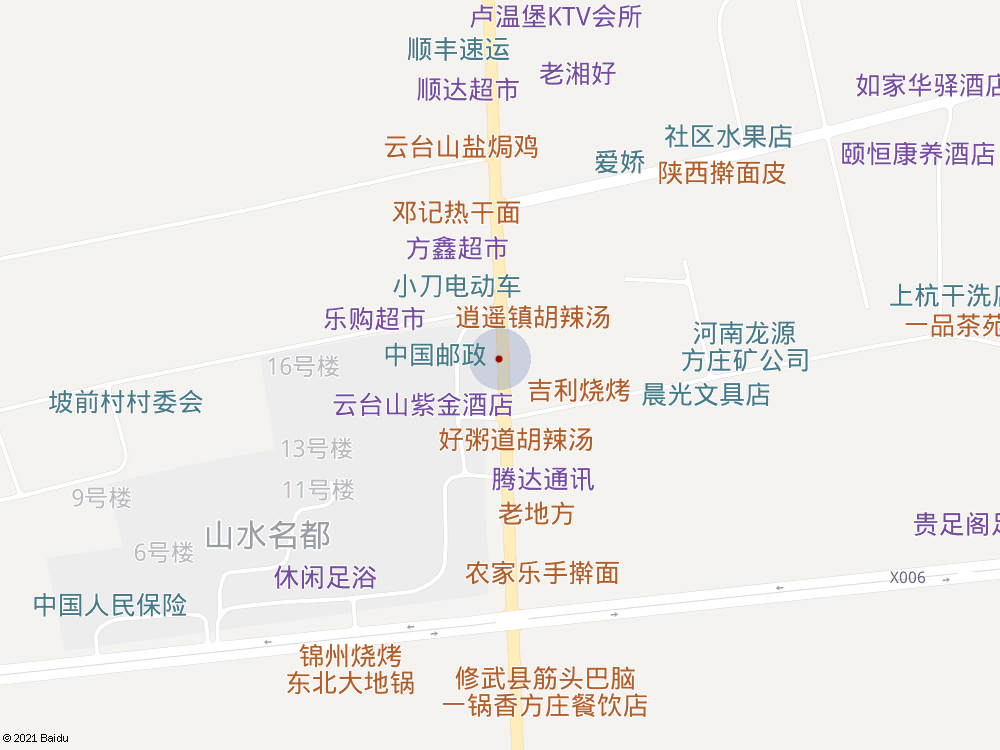 卢温堡KTV会所
顺丰速运
老湘好
顺达超市
如家华驿酒店
社区水果店
云台山盐焗鸡
颐恒康养酒店
爱娇
陕西擀面皮
邓记热干面
方鑫超市
小刀电动车
上杭干洗店
乐购超市
逍遥镇胡辣汤
一品茶苑
河南龙源
方庄矿公司
中国邮政
16号楼
吉利烧烤
晨光文具店
坡前村村委会
云台山紫金酒店
好粥道胡辣汤
13号楼
腾达通讯
11号楼
9号楼
老地方
贵足阁足
山水名都
6号楼
农家乐手擀面
休闲足浴
X006
中国人民保险
锦州烧烤
东北大地锅
修武县筋头巴脑
一锅香方庄餐饮店
© 2021 Baidu